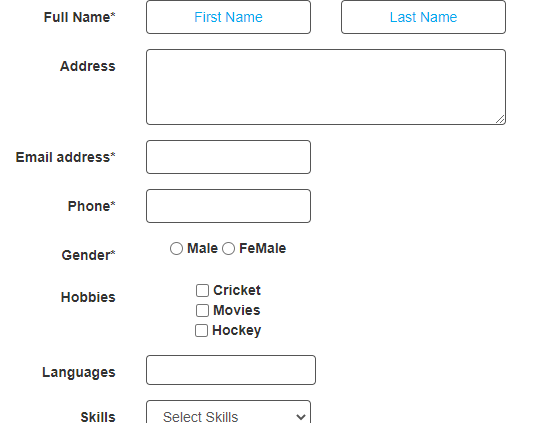 Full Name* First Name Last Name
Address
Email address*
Phone*
Gender* Male FeMale
Hobbies Cricket
Movies
Hockey
Languages
Skills Select Skills